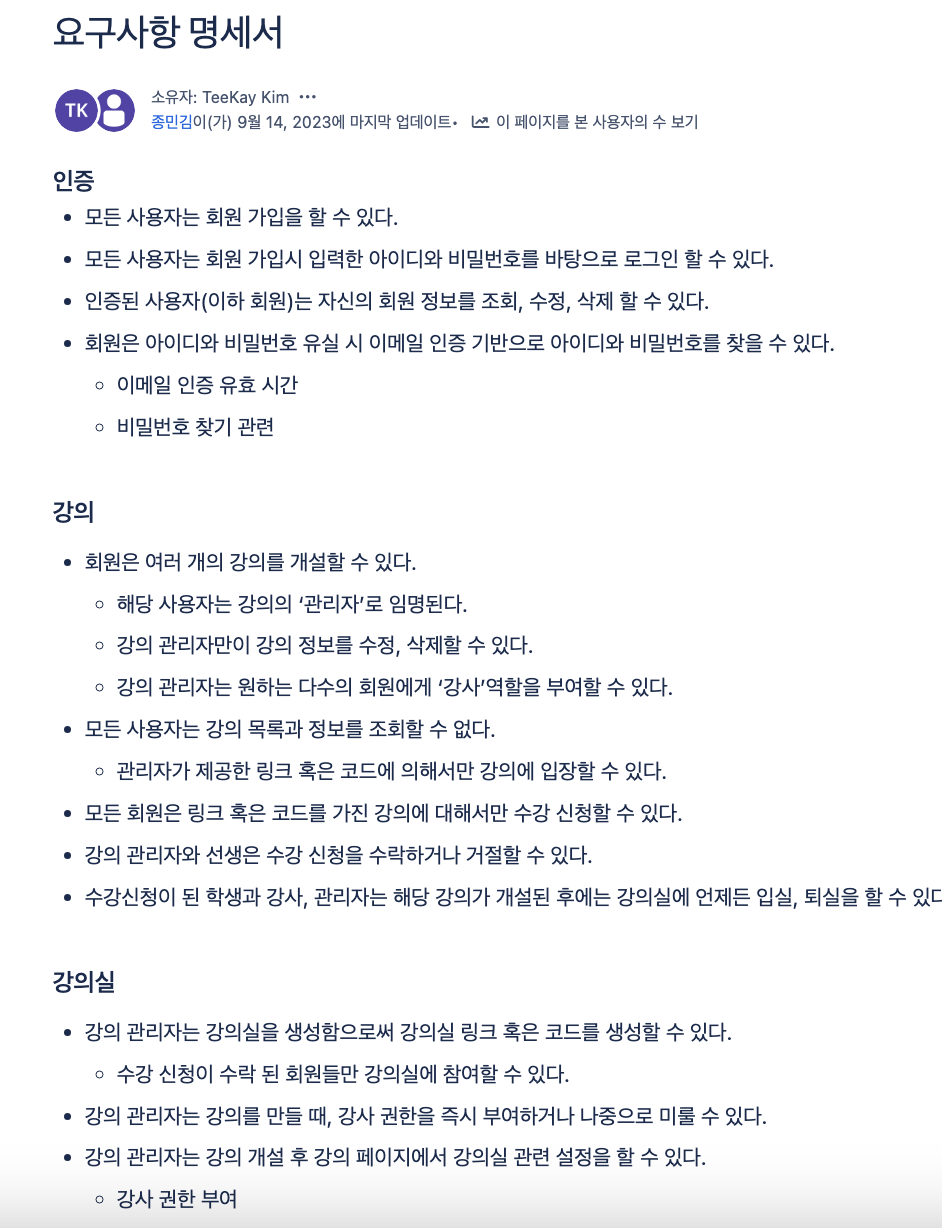 요구사항 명세서
TK
소유자: TeeKay Kim •••
종민김이(가) 9월 14, 2023에 마지막 업데이트• 이 페이지를 본 사용자의 수 보기
인증
• 모든 사용자는 회원 가입을 할 수 있다.
• 모든 사용자는 회원 가입시 입력한 아이디와 비밀번호를 바탕으로 로그인 할 수 있다.
• 인증된 사용자(이하 회원)는 자신의 회원 정보를 조회, 수정, 삭제 할 수 있다.
• 회원은 아이디와 비밀번호 유실 시 이메일 인증 기반으로 아이디와 비밀번호를 찾을 수 있다.
◦ 이메일 인증 유효 시간
◦ 비밀번호 찾기 관련
강의
• 회원은 여러 개의 강의를 개설할 수 있다.
◦ 해당 사용자는 강의의 ‘관리자’로 임명된다.
◦ 강의 관리자만이 강의 정보를 수정, 삭제할 수 있다.
◦ 강의 관리자는 원하는 다수의 회원에게 ‘강사’역할을 부여할 수 있다.
• 모든 사용자는 강의 목록과 정보를 조회할 수 없다.
◦ 관리자가 제공한 링크 혹은 코드에 의해서만 강의에 입장할 수 있다.
• 모든 회원은 링크 혹은 코드를 가진 강의에 대해서만 수강 신청할 수 있다.
• 강의 관리자와 선생은 수강 신청을 수락하거나 거절할 수 있다.
• 수강신청이 된 학생과 강사, 관리자는 해당 강의가 개설된 후에는 강의실에 언제든 입실, 퇴실을 할 수 있다
강의실
• 강의 관리자는 강의실을 생성함으로써 강의실 링크 혹은 코드를 생성할 수 있다.
◦ 수강 신청이 수락 된 회원들만 강의실에 참여할 수 있다.
• 강의 관리자는 강의를 만들 때, 강사 권한을 즉시 부여하거나 나중으로 미룰 수 있다.
• 강의 관리자는 강의 개설 후 강의 페이지에서 강의실 관련 설정을 할 수 있다.
◦ 강사 권한 부여